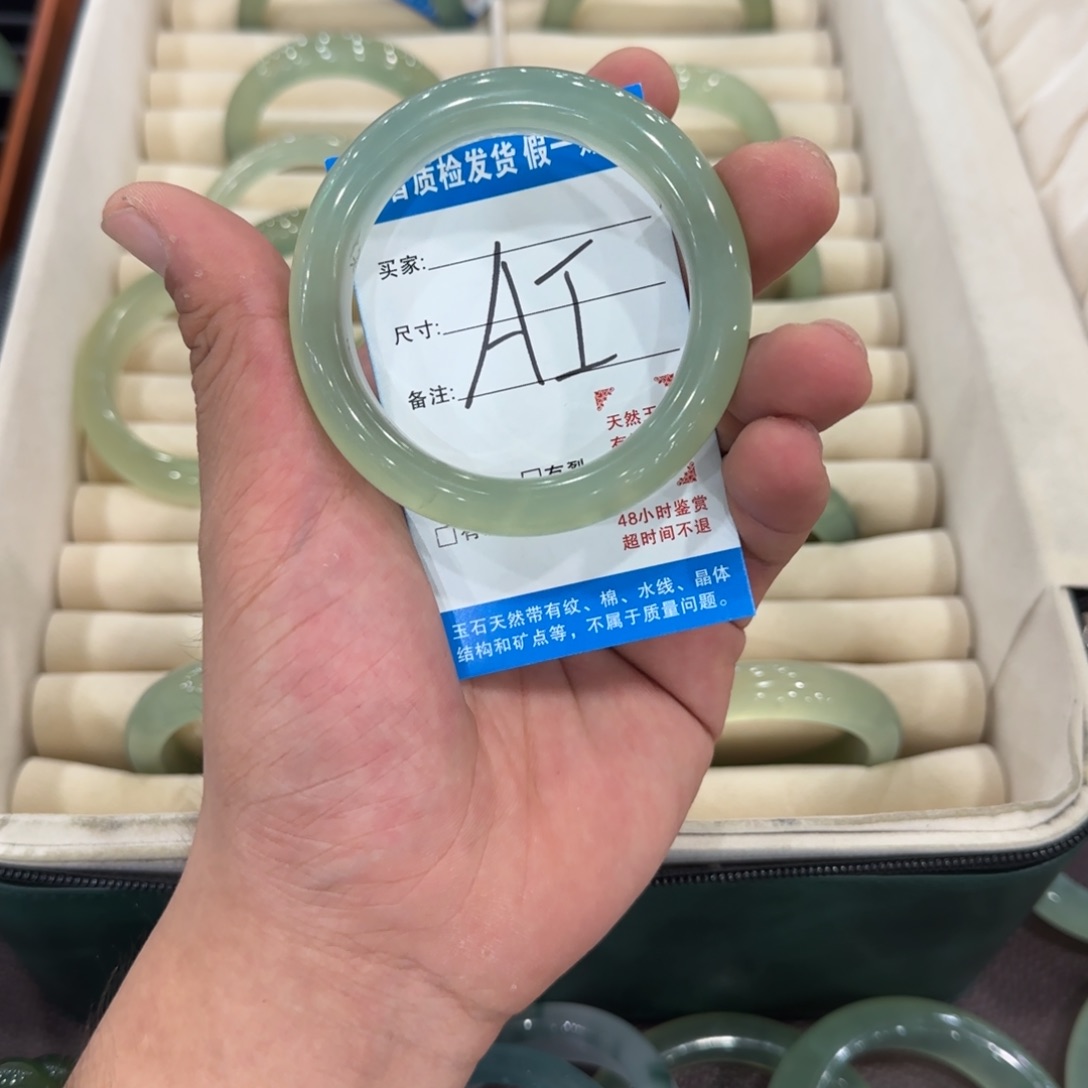 质检发货 假一
买家:
AI
尺寸:
备注:
天然玉
有
48小时鉴赏
超时间不退
玉石天然带有纹、棉、水线、晶体
结构和矿点等，不属于质量问题。